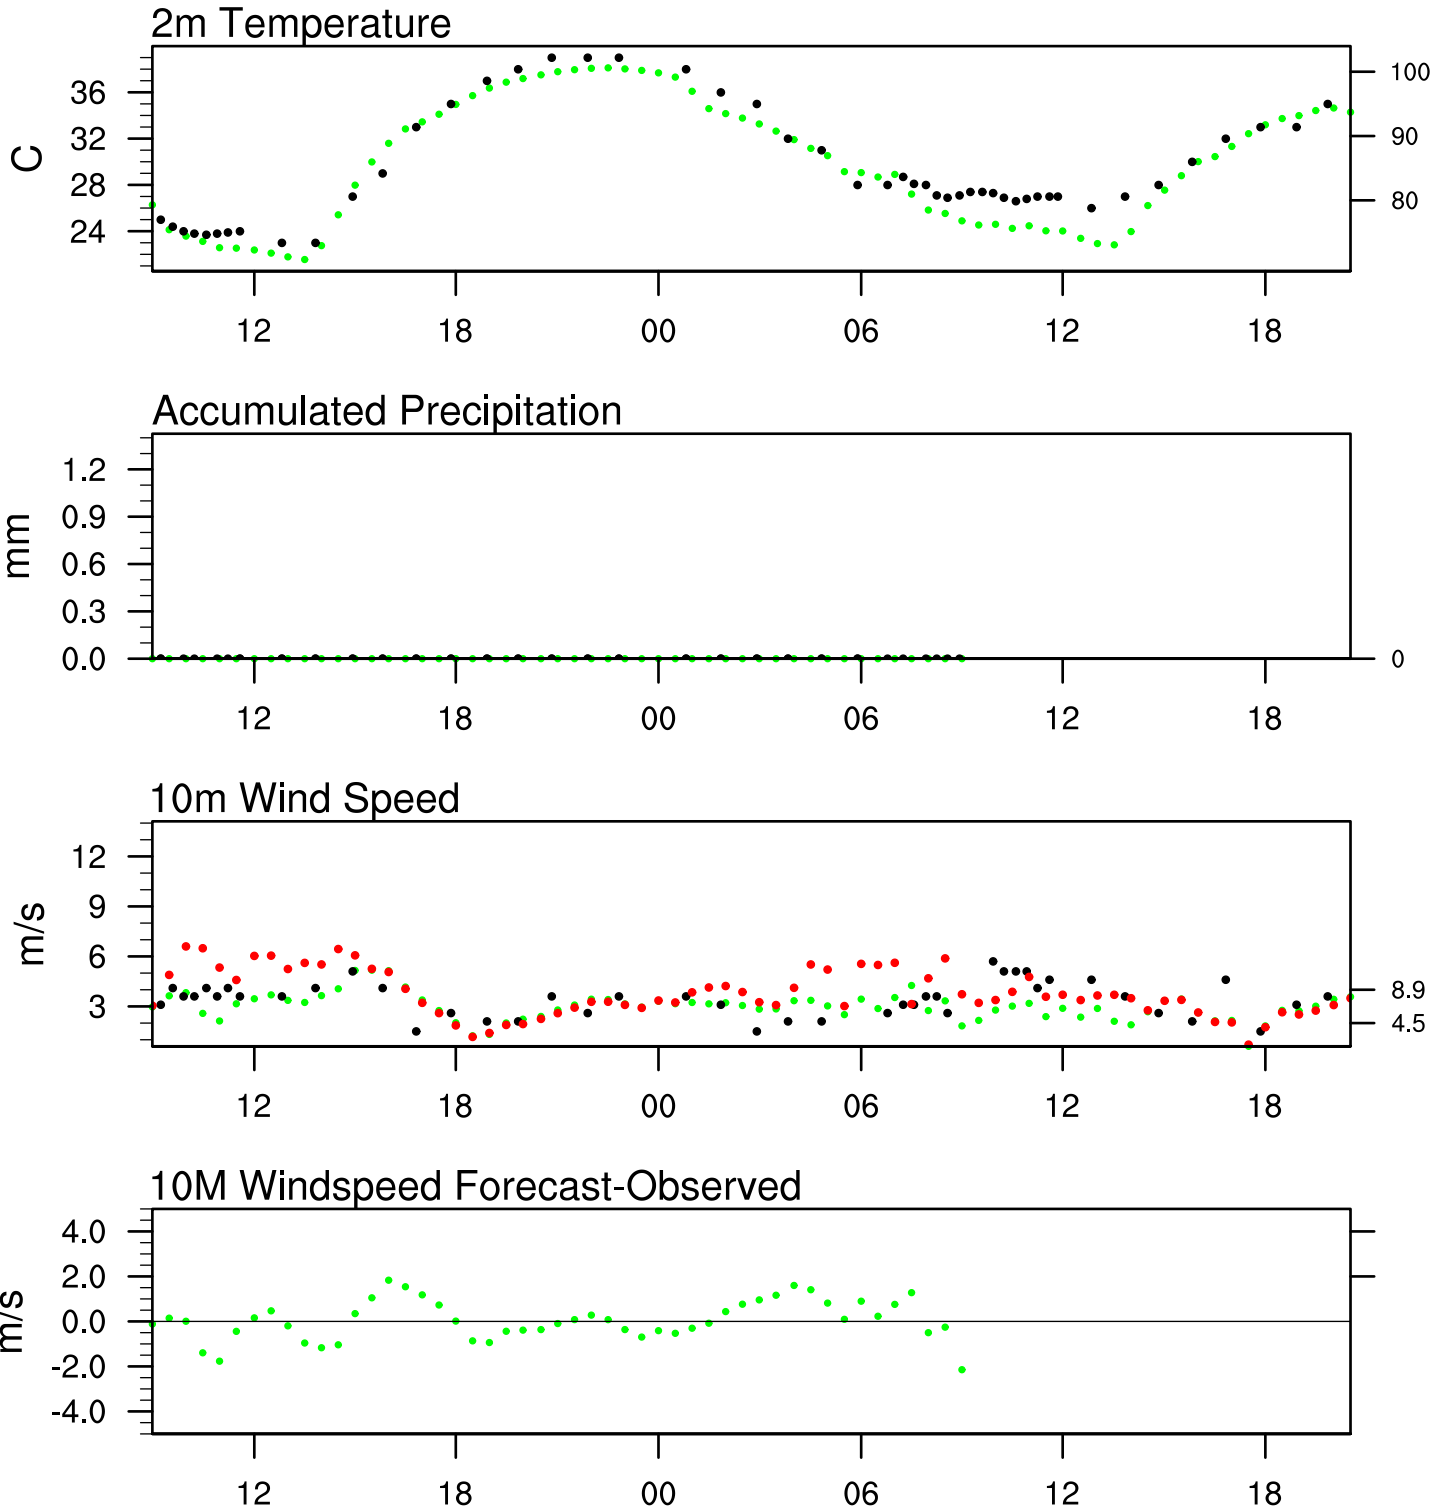 2m Temperature
36
32
28
24
C
100
90
80
12 18 00 06 12 18
Accumulated Precipitation
1.2
0.9
0.6
0.3
0.0
mm
0
12 18 00 06 12 18
10m Wind Speed
12
9
6
3
m/s
8.9
4.5
12 18 00 06 12 18
10M Windspeed Forecast-Observed
4.0
2.0
0.0
-2.0
-4.0
m/s
12 18 00 06 12 18